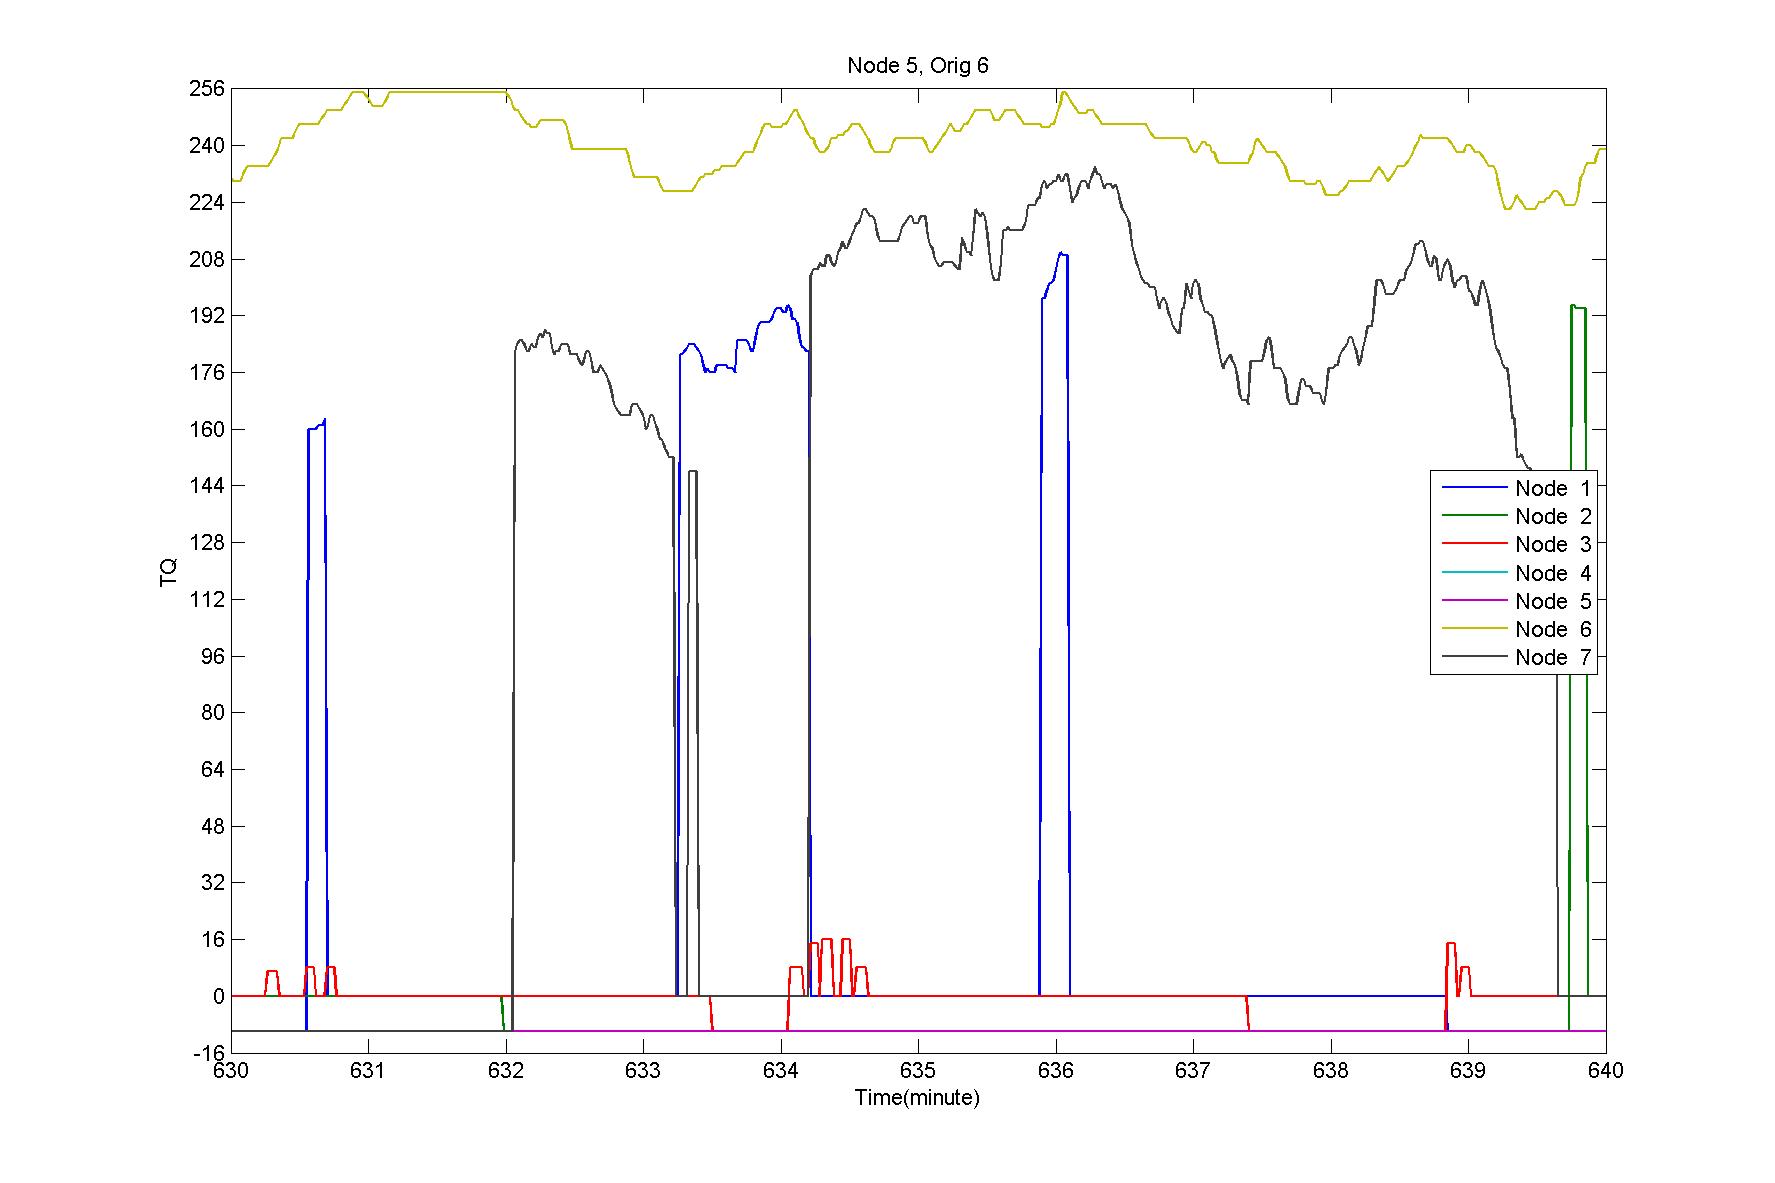 Node 5, Orig 6
256
240
224
208
192
176
160
144
128
112
96
80
64
48
32
16
0
-16
TQ
Node 1
Node 2
Node 3
Node 4
Node 5
Node 6
Node 7
630 631 632 633 634 635 636 637 638 639 640
Time(minute)